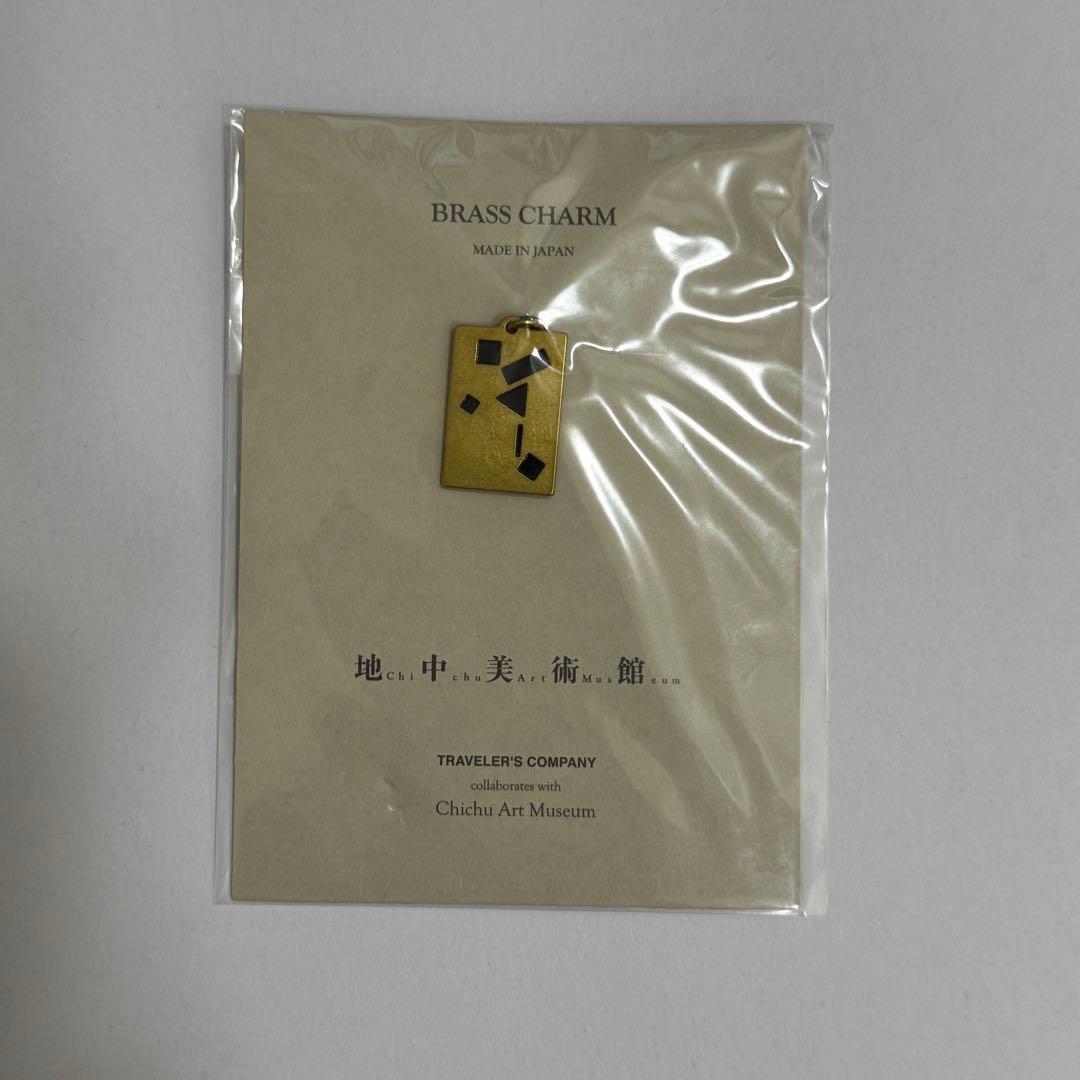 BRASS CHARM
MADE IN JAPAN
地Chi中chu美Art術Mus館eum
TRAVELER'S COMPANY
collaborates with
Chichu Art Museum